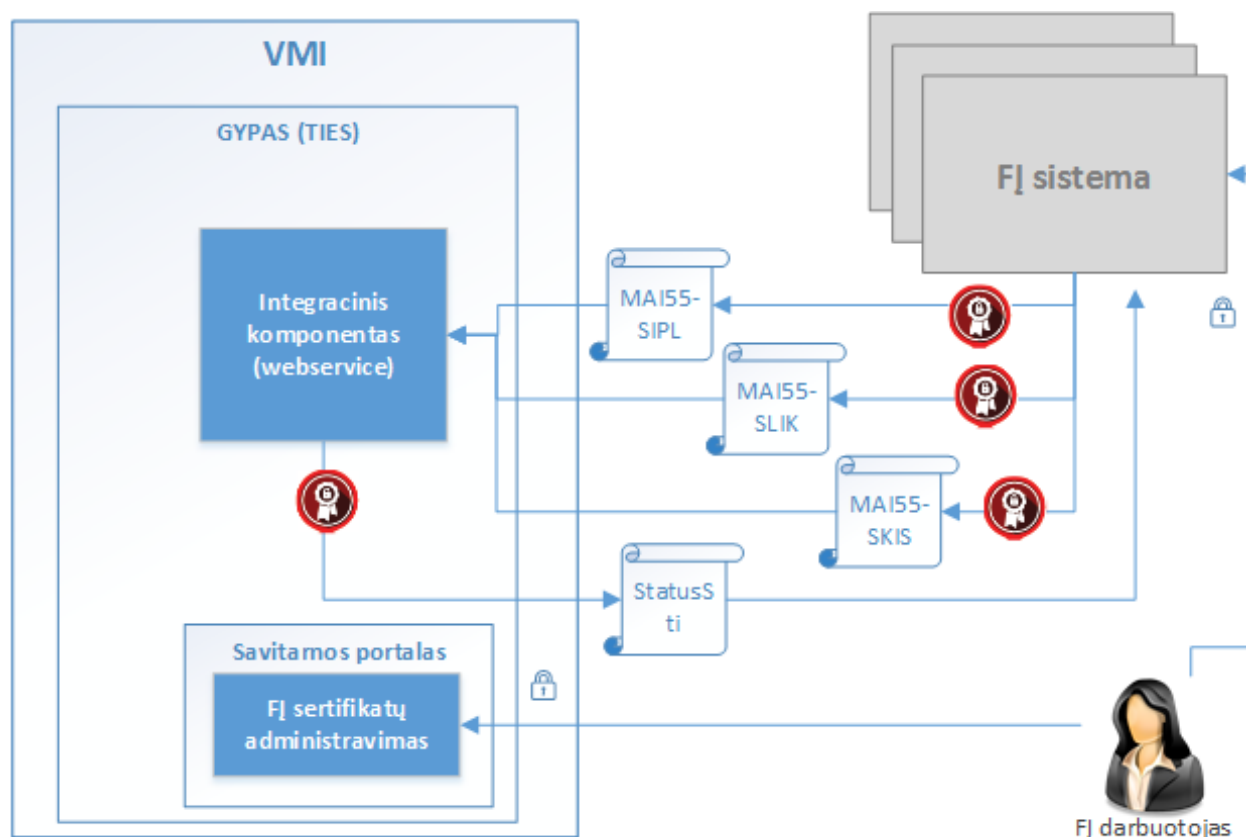 VMI
GYPAS (TIES)
FĮ sistema
Integracinis
komponentas
(webservice)
MAI55-
SIPL
MAI55-
SLIK
MAI55-
SKIS
StatusS
ti
Savitarnos portalas
FĮ sertifikatų
administravimas
FĮ darbuotojas